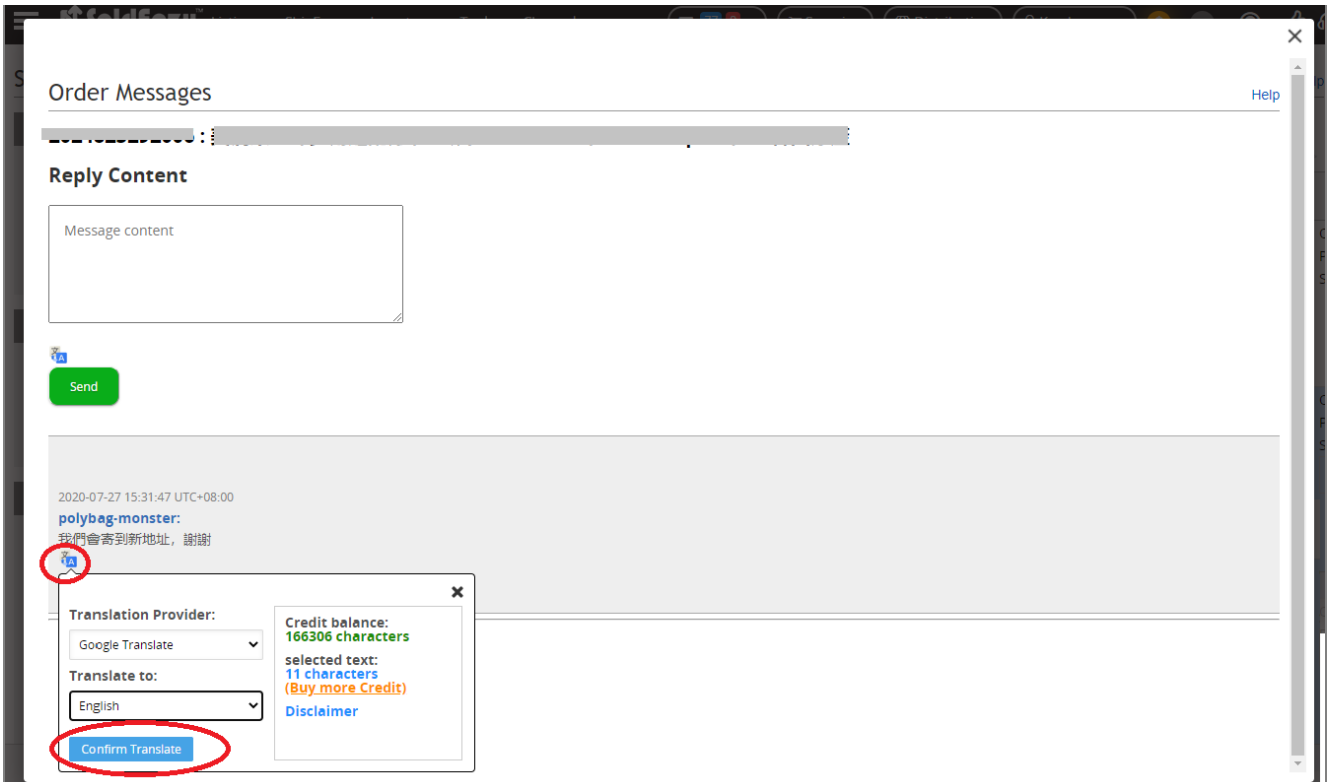 Order Messages
Help
Reply Content
Message content
Send
2020-07-27 15:31:47 UTC+08:00
polybag-monster:
我們會寄到新地址，謝謝
Translation Provider:
Google Translate
Translate to:
English
Confirm Translate
Credit balance:
166306 characters
selected text:
11 characters
(Buy more Credit)
Disclaimer